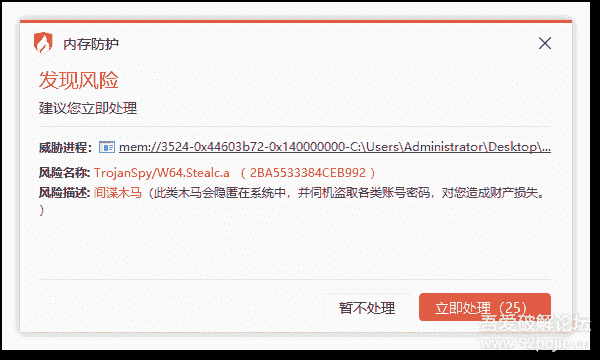 内存防护
发现风险
建议您立即处理
威胁进程: mem://3524-0x44603b72-0x140000000-C:\Users\Administrator\Desktop\...
风险名称: TrojanSpy/W64.Stealc.a ( 2BA5533384CEB992 )
风险描述: 间谍木马（此类木马会隐匿在系统中，并伺机盗取各类账号密码，对您造成财产损失。
）
暂不处理
立即处理（25）
吾爱破解论坛
www.52pojie.cn